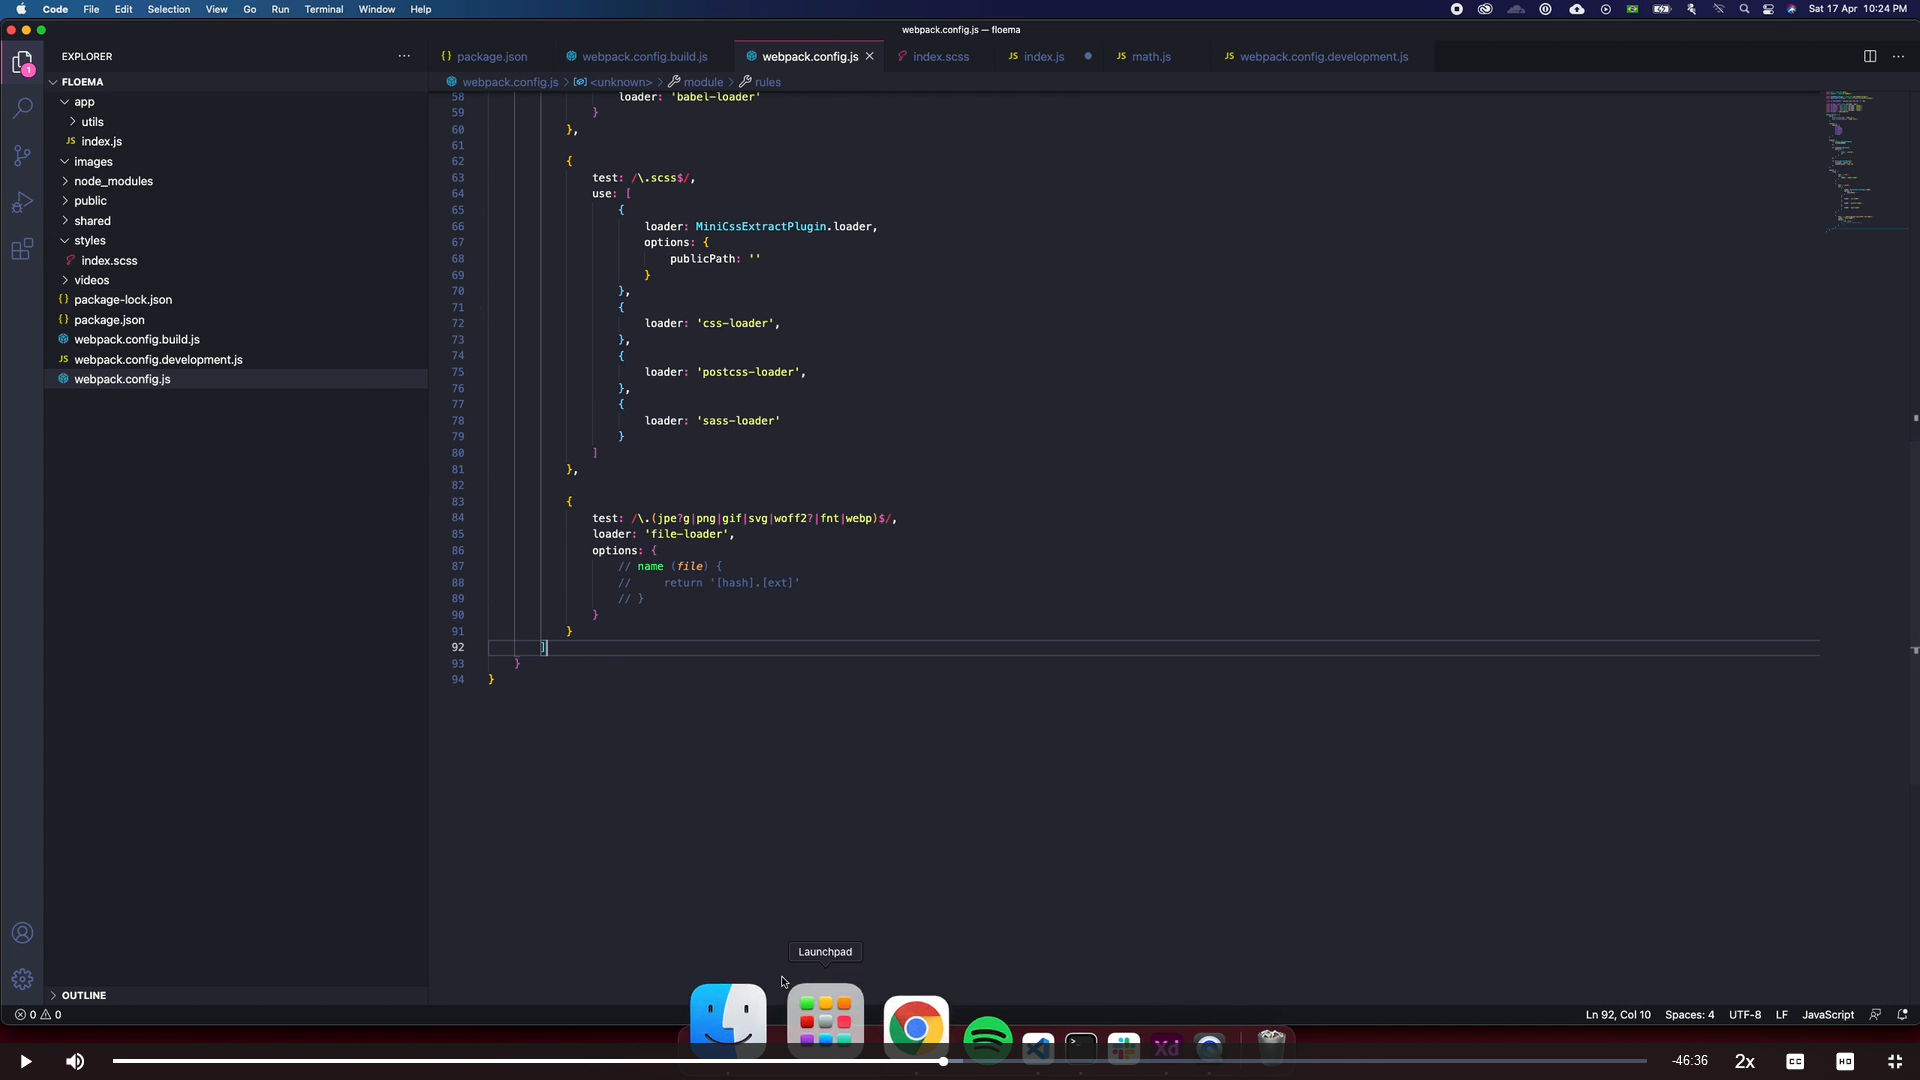 Code File Edit Selection View Go Run Terminal Window Help
Sat 17 Apr 10:24 PM
webpack.config.js — floema
EXPLORER
FLOEMA
app
utils
JS index.js
images
node_modules
public
shared
styles
index.scss
videos
{} package-lock.json
{} package.json
webpack.config.build.js
JS webpack.config.development.js
webpack.config.js
OUTLINE
{} package.json
webpack.config.build.js
webpack.config.js
index.scss
JS index.js
JS math.js
JS webpack.config.development.js
webpack.config.js > <unknown> > module > rules
58 loader: 'babel-loader'
59 }
60 },
61
62 {
63 test: /\.scss$/,
64 use: [
65 {
66 loader: MiniCssExtractPlugin.loader,
67 options: {
68 publicPath: ''
69 }
70 },
71 {
72 loader: 'css-loader',
73 },
74 {
75 loader: 'postcss-loader',
76 },
77 {
78 loader: 'sass-loader'
79 }
80 ]
81 },
82
83 {
84 test: /\.(jpe?g|png|gif|svg|woff2?|fnt|webp)$/,
85 loader: 'file-loader',
86 options: {
87 // name (file) {
88 //     return '[hash].[ext]'
89 // }
90 }
91 }
92 ]
93 }
94 }
Launchpad
0 0
Ln 92, Col 10 Spaces: 4 UTF-8 LF JavaScript
Xd
-46:36 2x CC HD